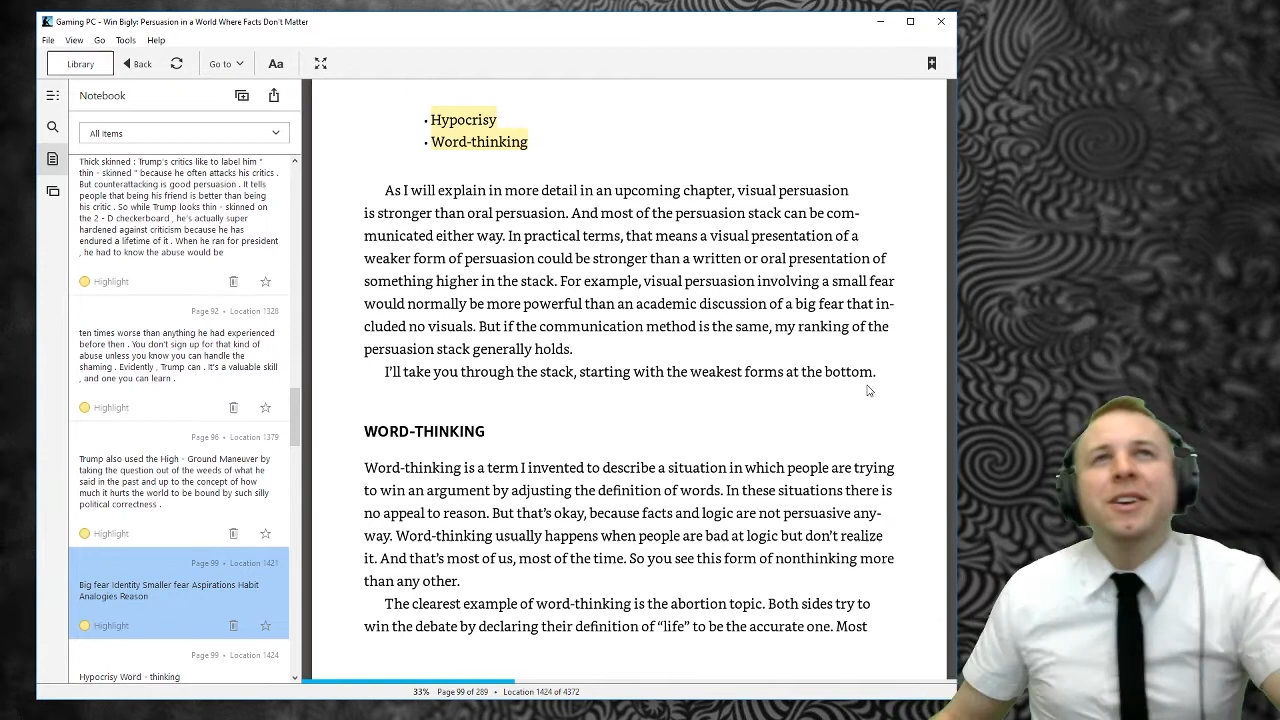 Gaming PC - Win Bigly: Persuasion in a World Where Facts Don't Matter
File View Go Tools Help
Library Back Go to Aa
Notebook
All Items
Thick skinned : Trump's critics like to label him "
thin - skinned " because he often attacks his critics .
But counterattacking is good persuasion . It tells
people that being his friend is better than being
his critic . So while Trump looks thin - skinned on
the 2 - D checkerboard , he's actually super
hardened against criticism because he has
endured a lifetime of it . When he ran for president
, he had to know the abuse would be
Highlight
Page 92 • Location 1328
ten times worse than anything he had experienced
before then . You don't sign up for that kind of
abuse unless you know you can handle the
shaming . Evidently , Trump can . It's a valuable skill
, and one you can learn .
Highlight
Page 96 • Location 1379
Trump also used the High - Ground Maneuver by
taking the question out of the weeds of what he
said in the past and up to the concept of how
much it hurts the world to be bound by such silly
political correctness .
Highlight
Page 99 • Location 1421
Big fear Identity Smaller fear Aspirations Habit
Analogies Reason
Highlight
Page 99 • Location 1424
Hypocrisy Word - thinking
• Hypocrisy
• Word-thinking
As I will explain in more detail in an upcoming chapter, visual persuasion
is stronger than oral persuasion. And most of the persuasion stack can be com-
municated either way. In practical terms, that means a visual presentation of a
weaker form of persuasion could be stronger than a written or oral presentation of
something higher in the stack. For example, visual persuasion involving a small fear
would normally be more powerful than an academic discussion of a big fear that in-
cluded no visuals. But if the communication method is the same, my ranking of the
persuasion stack generally holds.
I'll take you through the stack, starting with the weakest forms at the bottom.
WORD-THINKING
Word-thinking is a term I invented to describe a situation in which people are trying
to win an argument by adjusting the definition of words. In these situations there is
no appeal to reason. But that's okay, because facts and logic are not persuasive any-
way. Word-thinking usually happens when people are bad at logic but don't realize
it. And that's most of us, most of the time. So you see this form of nonthinking more
than any other.
The clearest example of word-thinking is the abortion topic. Both sides try to
win the debate by declaring their definition of “life” to be the accurate one. Most
33% Page 99 of 289 • Location 1424 of 4372